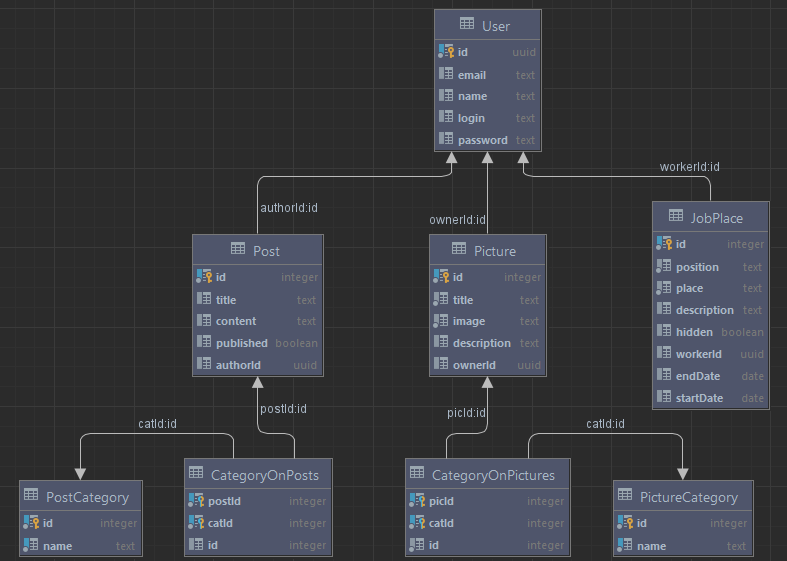 User
id uuid
email text
name text
login text
password text
workerId:id
authorId:id
ownerId:id
JobPlace
id integer
position text
place text
description text
hidden boolean
workerId uuid
endDate date
startDate date
Post
id integer
title text
content text
published boolean
authorId uuid
Picture
id integer
title text
image text
description text
ownerId uuid
catId:id
postId:id
picId:id
catId:id
PostCategory
id integer
name text
CategoryOnPosts
postId integer
catId integer
id integer
CategoryOnPictures
picId integer
catId integer
id integer
PictureCategory
id integer
name text